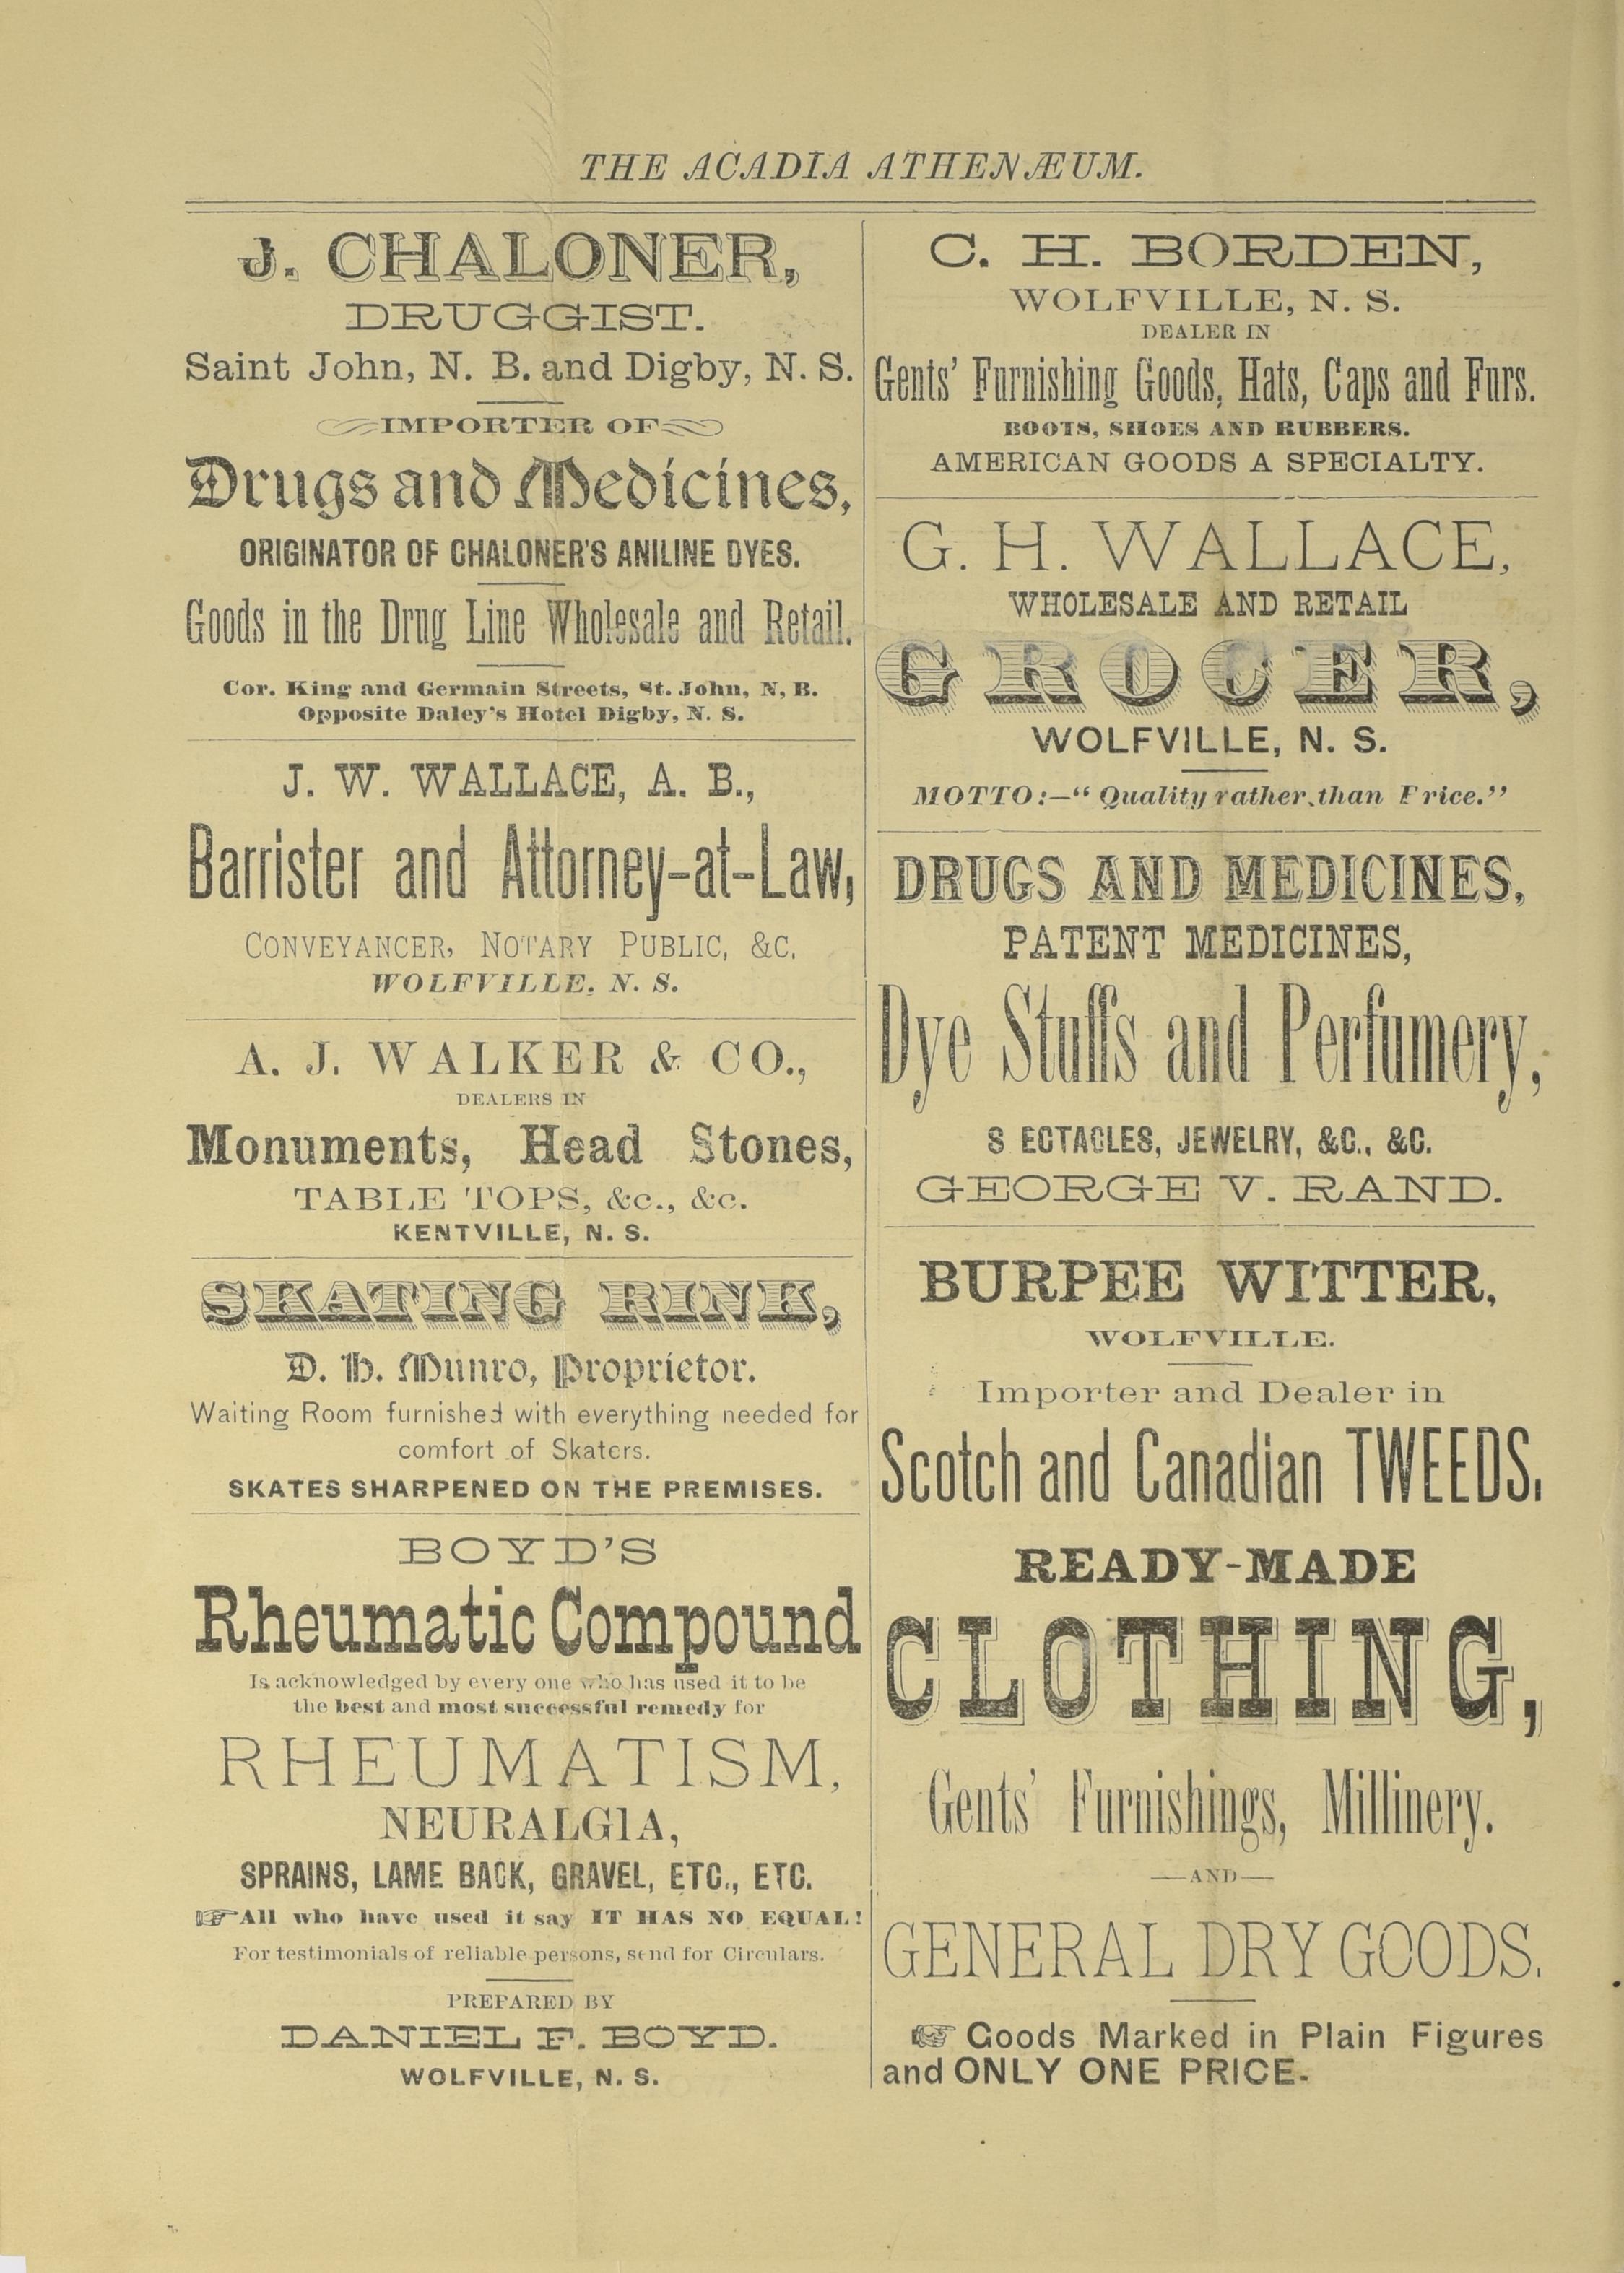 THE ACADIA ATHENÆUM.
J. CHALONER,
DRUGGIST.
Saint John, N. B. and Digby, N. S.
IMPORTER OF
Drugs and Medicines,
ORIGINATOR OF CHALONER'S ANILINE DYES.
Goods in the Drug Line Wholesale and Retail.
Cor. King and Germain Streets, St. John, N, B.
Opposite Daley's Hotel Digby, N. S.
J. W. WALLACE, A. B.,
Barrister and Attorney-at-Law,
CONVEYANCER, NOTARY PUBLIC, &C,
WOLFVILLE, N. S.
A. J. WALKER & CO.,
DEALERS IN
Monuments, Head Stones,
TABLE TOPS, &c., &c.
KENTVILLE, N. S.
SKATING RINK,
D. H. Munro, Proprietor.
Waiting Room furnished with everything needed for
comfort of Skaters.
SKATES SHARPENED ON THE PREMISES.
BOYD'S
Rheumatic Compound
Is acknowledged by every one who has used it to be
the best and most successful remedy for
RHEUMATISM,
NEURALG1A,
SPRAINS, LAME BACK, GRAVEL, ETC., ETC.
☞All who have used it say IT HAS NO EQUAL!
For testimonials of reliable persons, send for Circulars.
PREPARED BY
DANIEL F. BOYD.
WOLFVILLE, N. S.
C. H. BORDEN,
WOLFVILLE, N. S.
DEALER IN
Gents' Furnishing Goods, Hats, Caps and Furs.
BOOTS, SHOES AND RUBBERS.
AMERICAN GOODS A SPECIALTY.
G. H. WALLACE,
WHOLESALE AND RETAIL
GROCER,
WOLFVILLE, N. S.
MOTTO:—"Quality rather than Price."
DRUGS AND MEDICINES,
PATENT MEDICINES,
Dye Stuffs and Perfumery,
S ECTACLES, JEWELRY, &C., &C.
GEORGE V. RAND.
BURPEE WITTER,
WOLFVILLE.
Importer and Dealer in
Scotch and Canadian TWEEDS,
READY-MADE
CLOTHING,
Gents' Furnishings, Millinery.
—AND—
GENERAL DRY GOODS.
☞ Goods Marked in Plain Figures
and ONLY ONE PRICE.